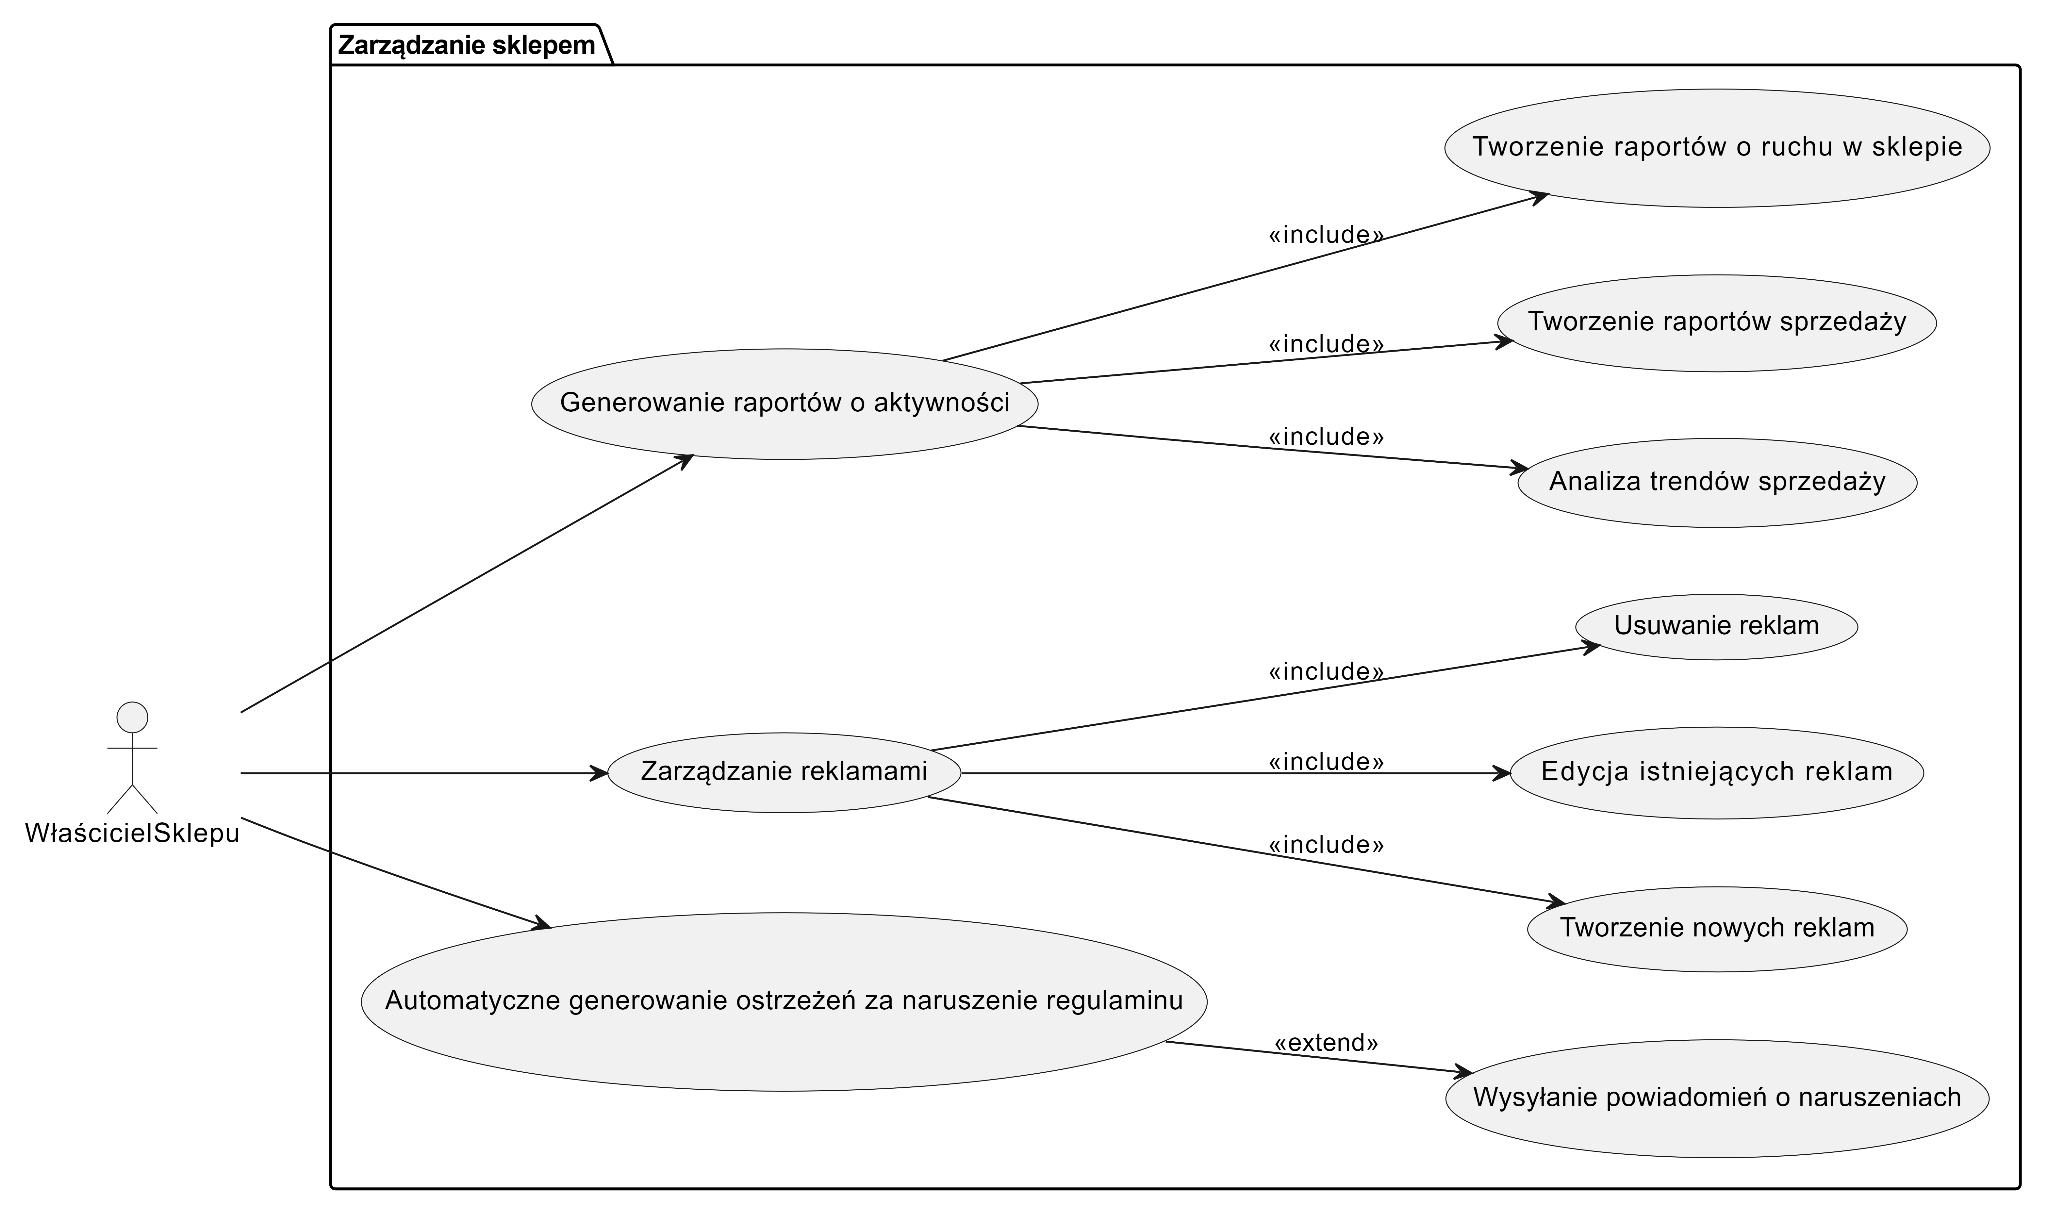 Zarządzanie sklepem
Tworzenie raportów o ruchu w sklepie
«include»
Tworzenie raportów sprzedaży
«include»
Generowanie raportów o aktywności
«include»
Analiza trendów sprzedaży
Usuwanie reklam
«include»
Zarządzanie reklamami
«include»
Edycja istniejących reklam
WłaścicielSklepu
«include»
Tworzenie nowych reklam
Automatyczne generowanie ostrzeżeń za naruszenie regulaminu
«extend»
Wysyłanie powiadomień o naruszeniach